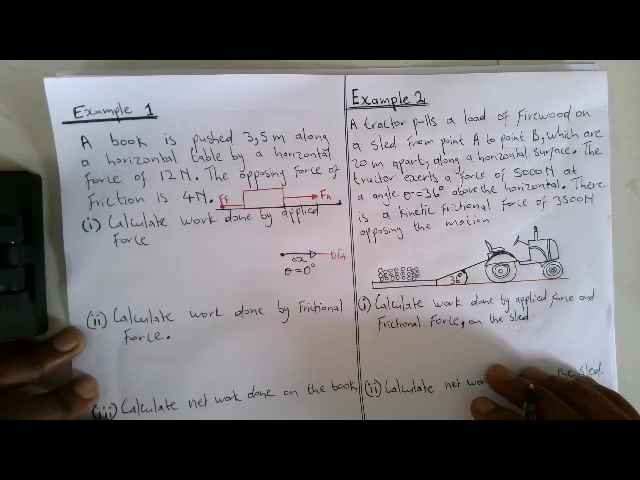 Example 1
A book is pushed 3,5 m along
a horizontal table by a horizontal
force of 12 N. The opposing force of
Friction is 4 N.
FF
FA
(i) Calculate work done by applied
Force
Δx
FA
θ=0°
(ii) Calculate work done by Frictional
Force.
(iii) Calculate net work done on the book
Example 2
A tractor pulls a load of Firewood on
a sled from point A to point B, which are
20 m apart, along a horizontal surface. The
tractor exerts a force of 5000 N at
a angle θ=36° above the horizontal. There
is a kinetic frictional force of 3500 N
opposing the motion
36°
(i) Calculate work done by applied force and
Frictional Force, on the sled
(ii) Calculate net wo the sled.